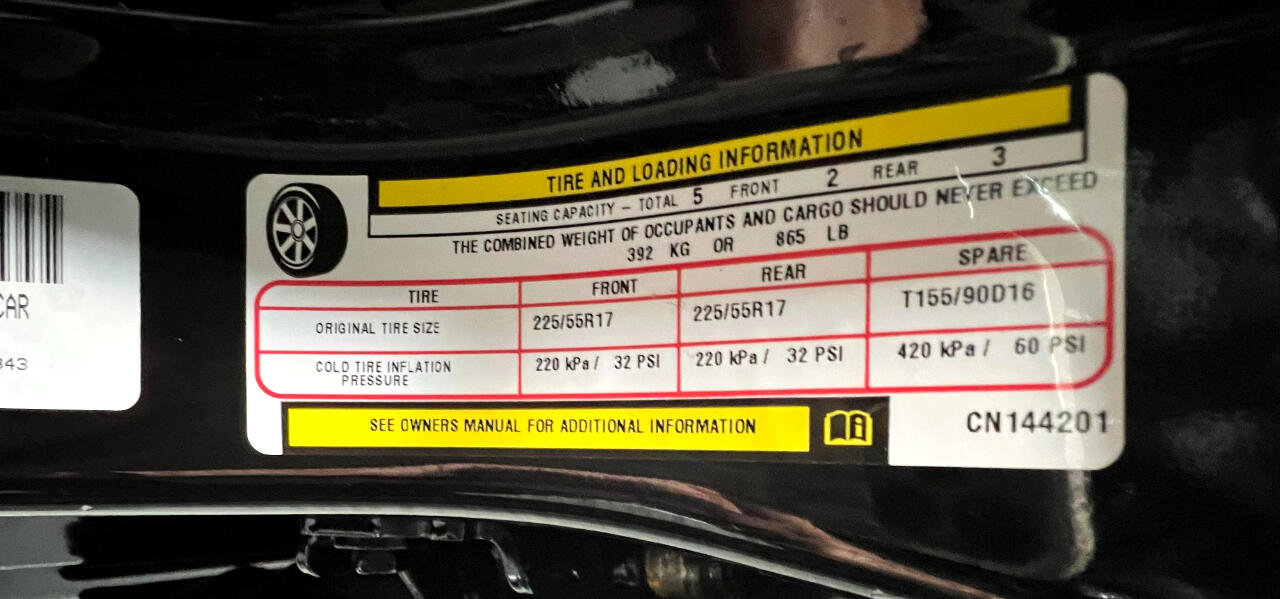 CAR
343
TIRE AND LOADING INFORMATION
SEATING CAPACITY – TOTAL 5 FRONT 2 REAR 3
THE COMBINED WEIGHT OF OCCUPANTS AND CARGO SHOULD NEVER EXCEED
392 KG OR 865 LB
TIRE FRONT REAR SPARE
ORIGINAL TIRE SIZE 225/55R17 225/55R17 T155/90D16
COLD TIRE INFLATION PRESSURE 220 kPa / 32 PSI 220 kPa / 32 PSI 420 kPa / 60 PSI
SEE OWNERS MANUAL FOR ADDITIONAL INFORMATION
CN144201